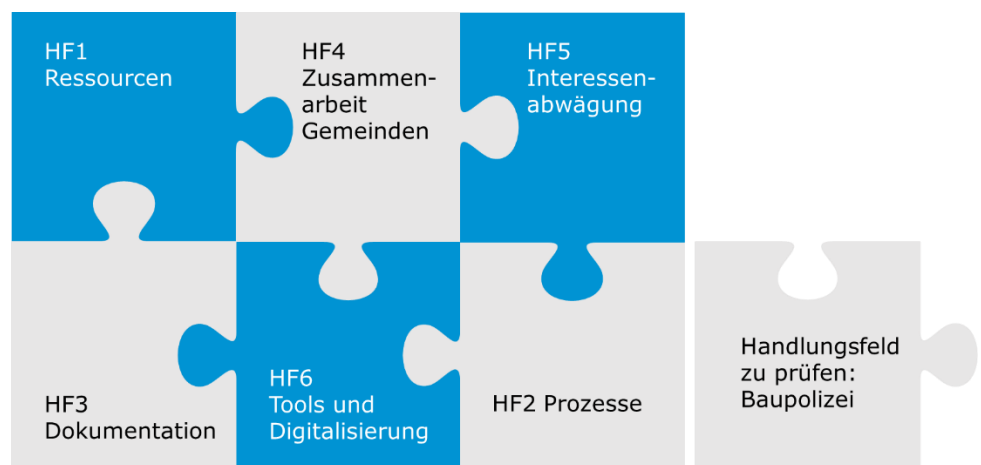 HF1
Ressourcen
HF4
Zusammen-
arbeit
Gemeinden
HF5
Interessen-
abwägung
HF3
Dokumentation
HF6
Tools und
Digitalisierung
HF2 Prozesse
Handlungsfeld
zu prüfen:
Baupolizei